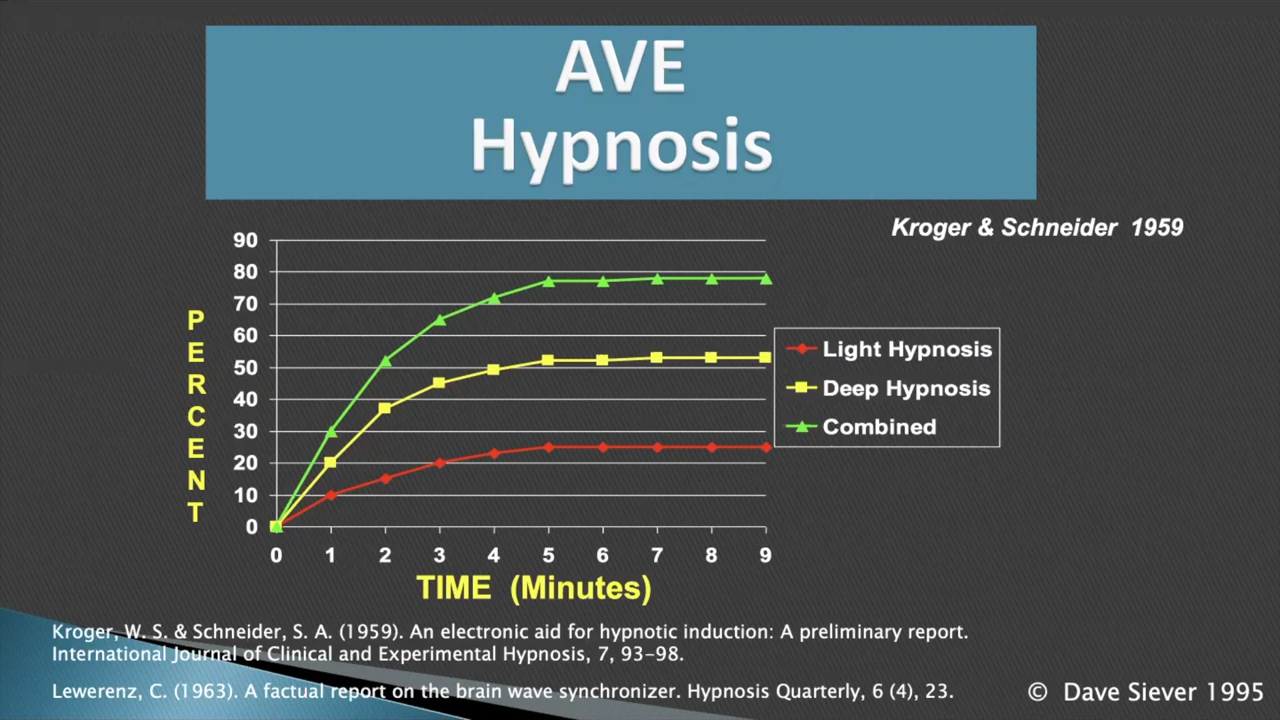 AVE
Hypnosis
Kroger & Schneider 1959
90
80
70
60
50
40
30
20
10
0
PERCENT
0 1 2 3 4 5 6 7 8 9
TIME (Minutes)
Light Hypnosis
Deep Hypnosis
Combined
Kroger, W. S. & Schneider, S. A. (1959). An electronic aid for hypnotic induction: A preliminary report.
International Journal of Clinical and Experimental Hypnosis, 7, 93–98.
Lewerenz, C. (1963). A factual report on the brain wave synchronizer. Hypnosis Quarterly, 6 (4), 23.
© Dave Siever 1995